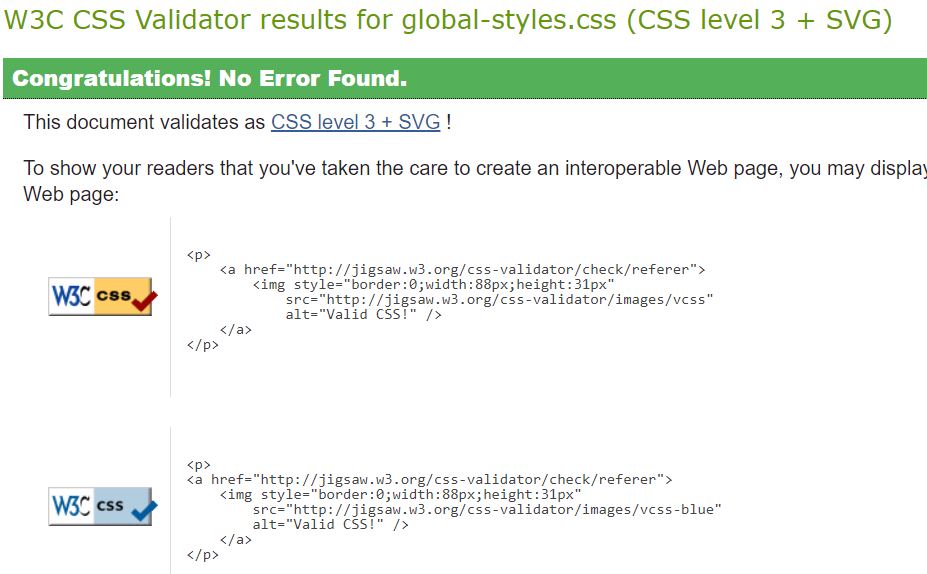 W3C CSS Validator results for global-styles.css (CSS level 3 + SVG)
Congratulations! No Error Found.
This document validates as CSS level 3 + SVG !
To show your readers that you've taken the care to create an interoperable Web page, you may display
Web page:
W3C css
<p>
    <a href="http://jigsaw.w3.org/css-validator/check/referer">
        <img style="border:0;width:88px;height:31px"
            src="http://jigsaw.w3.org/css-validator/images/vcss"
            alt="Valid CSS!" />
    </a>
</p>
W3C css
<p>
<a href="http://jigsaw.w3.org/css-validator/check/referer">
    <img style="border:0;width:88px;height:31px"
        src="http://jigsaw.w3.org/css-validator/images/vcss-blue"
        alt="Valid CSS!" />
    </a>
</p>